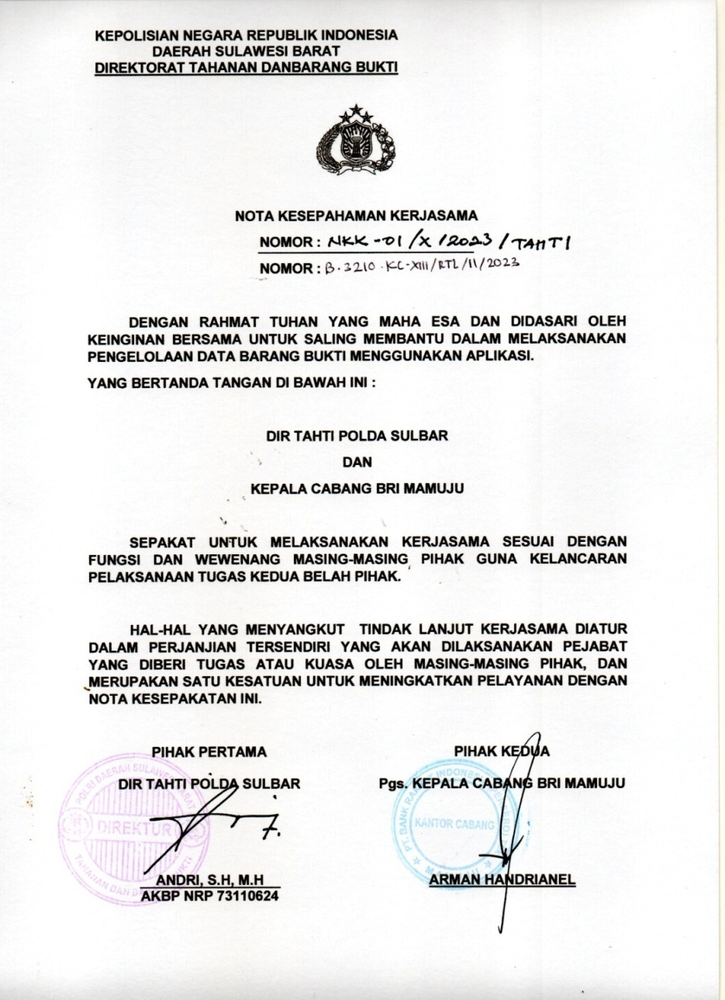 KEPOLISIAN NEGARA REPUBLIK INDONESIA
DAERAH SULAWESI BARAT
DIREKTORAT TAHANAN DANBARANG BUKTI
NOTA KESEPAHAMAN KERJASAMA
NOMOR : NKK-01/X/2023/TAHTI
NOMOR : B.3210.KC-XIII/RTL/11/2023
DENGAN RAHMAT TUHAN YANG MAHA ESA DAN DIDASARI OLEH
KEINGINAN BERSAMA UNTUK SALING MEMBANTU DALAM MELAKSANAKAN
PENGELOLAAN DATA BARANG BUKTI MENGGUNAKAN APLIKASI.
YANG BERTANDA TANGAN DI BAWAH INI :
DIR TAHTI POLDA SULBAR
DAN
KEPALA CABANG BRI MAMUJU
SEPAKAT UNTUK MELAKSANAKAN KERJASAMA SESUAI DENGAN
FUNGSI DAN WEWENANG MASING-MASING PIHAK GUNA KELANCARAN
PELAKSANAAN TUGAS KEDUA BELAH PIHAK.
HAL-HAL YANG MENYANGKUT TINDAK LANJUT KERJASAMA DIATUR
DALAM PERJANJIAN TERSENDIRI YANG AKAN DILAKSANAKAN PEJABAT
YANG DIBERI TUGAS ATAU KUASA OLEH MASING-MASING PIHAK, DAN
MERUPAKAN SATU KESATUAN UNTUK MENINGKATKAN PELAYANAN DENGAN
NOTA KESEPAKATAN INI.
PIHAK PERTAMA
DIR TAHTI POLDA SULBAR
POLRI DAERAH SULAWESI BARAT
DIREKTUR
TAHANAN DAN BARANG BUKTI
ANDRI, S.H, M.H
AKBP NRP 73110624
PIHAK KEDUA
Pgs. KEPALA CABANG BRI MAMUJU
PT. BANK RAKYAT INDONESIA
KANTOR CABANG
ARMAN HANDRIANEL